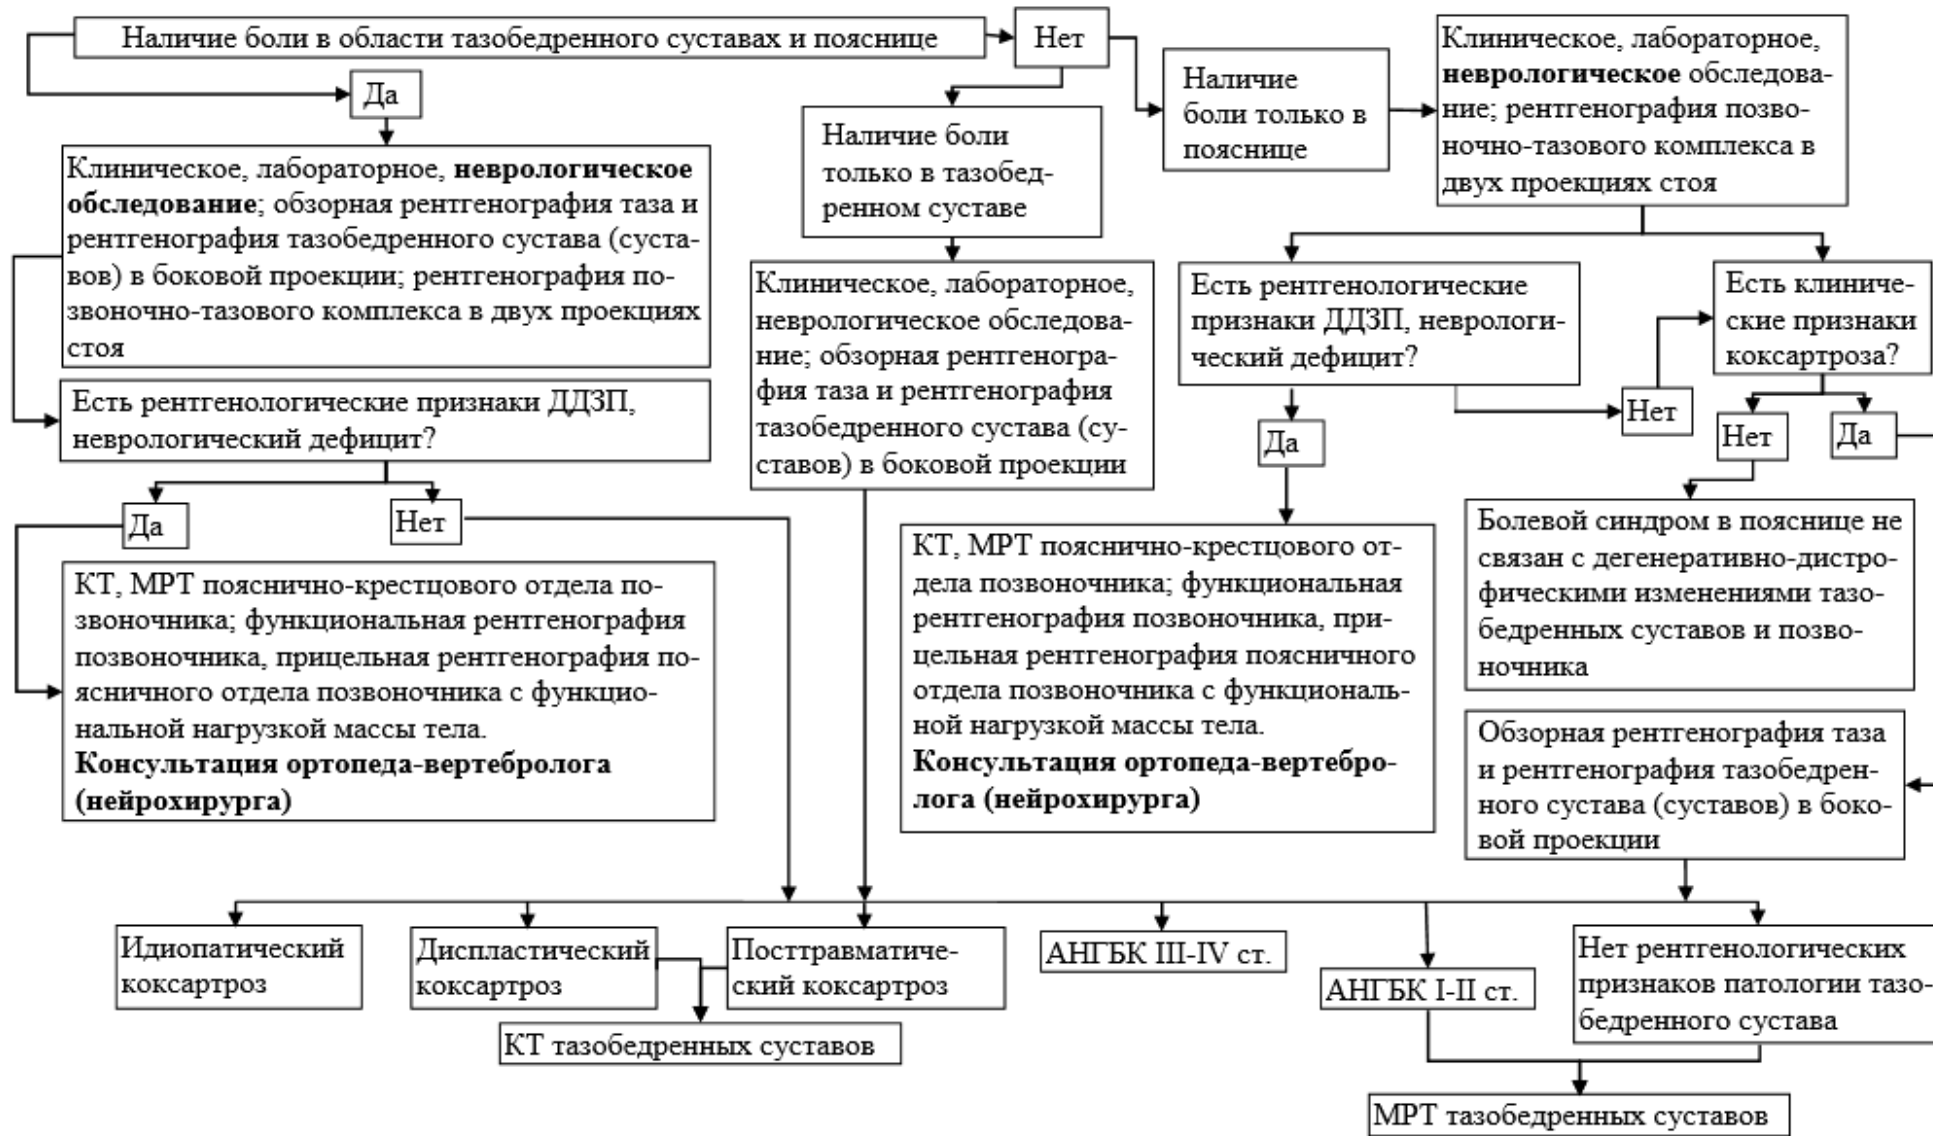 Наличие боли в области тазобедренного суставах и пояснице
Нет
Да
Клиническое, лабораторное, неврологическое
обследование; обзорная рентгенография таза и
рентгенография тазобедренного сустава (суста-
вов) в боковой проекции; рентгенография по-
звоночно-тазового комплекса в двух проекциях
стоя
Есть рентгенологические признаки ДДЗП,
неврологический дефицит?
Да
Нет
КТ, МРТ пояснично-крестцового отдела по-
звоночника; функциональная рентгенография
позвоночника, прицельная рентгенография по-
ясничного отдела позвоночника с функцио-
нальной нагрузкой массы тела.
Консультация ортопеда-вертебролога
(нейрохирурга)
Наличие боли
только в тазобед-
ренном суставе
Клиническое, лабораторное,
неврологическое обследова-
ние; обзорная рентгеногра-
фия таза и рентгенография
тазобедренного сустава (су-
ставов) в боковой проекции
Наличие
боли только в
пояснице
Клиническое, лабораторное,
неврологическое обследова-
ние; рентгенография позво-
ночно-тазового комплекса в
двух проекциях стоя
Есть рентгенологические
признаки ДДЗП, неврологи-
ческий дефицит?
Да
Нет
КТ, МРТ пояснично-крестцового от-
дела позвоночника; функциональная
рентгенография позвоночника, при-
цельная рентгенография поясничного
отдела позвоночника с функциональ-
ной нагрузкой массы тела.
Консультация ортопеда-вертебро-
лога (нейрохирурга)
Есть клиниче-
ские признаки
коксартроза?
Нет
Да
Болевой синдром в пояснице не
связан с дегенеративно-дистро-
фическими изменениями тазо-
бедренных суставов и позво-
ночника
Обзорная рентгенография таза
и рентгенография тазобедрен-
ного сустава (суставов) в боко-
вой проекции
Идиопатический
коксартроз
Диспластический
коксартроз
Посттравматиче-
ский коксартроз
КТ тазобедренных суставов
АНГБК III-IV ст.
АНГБК I-II ст.
Нет рентгенологических
признаков патологии тазо-
бедренного сустава
МРТ тазобедренных суставов